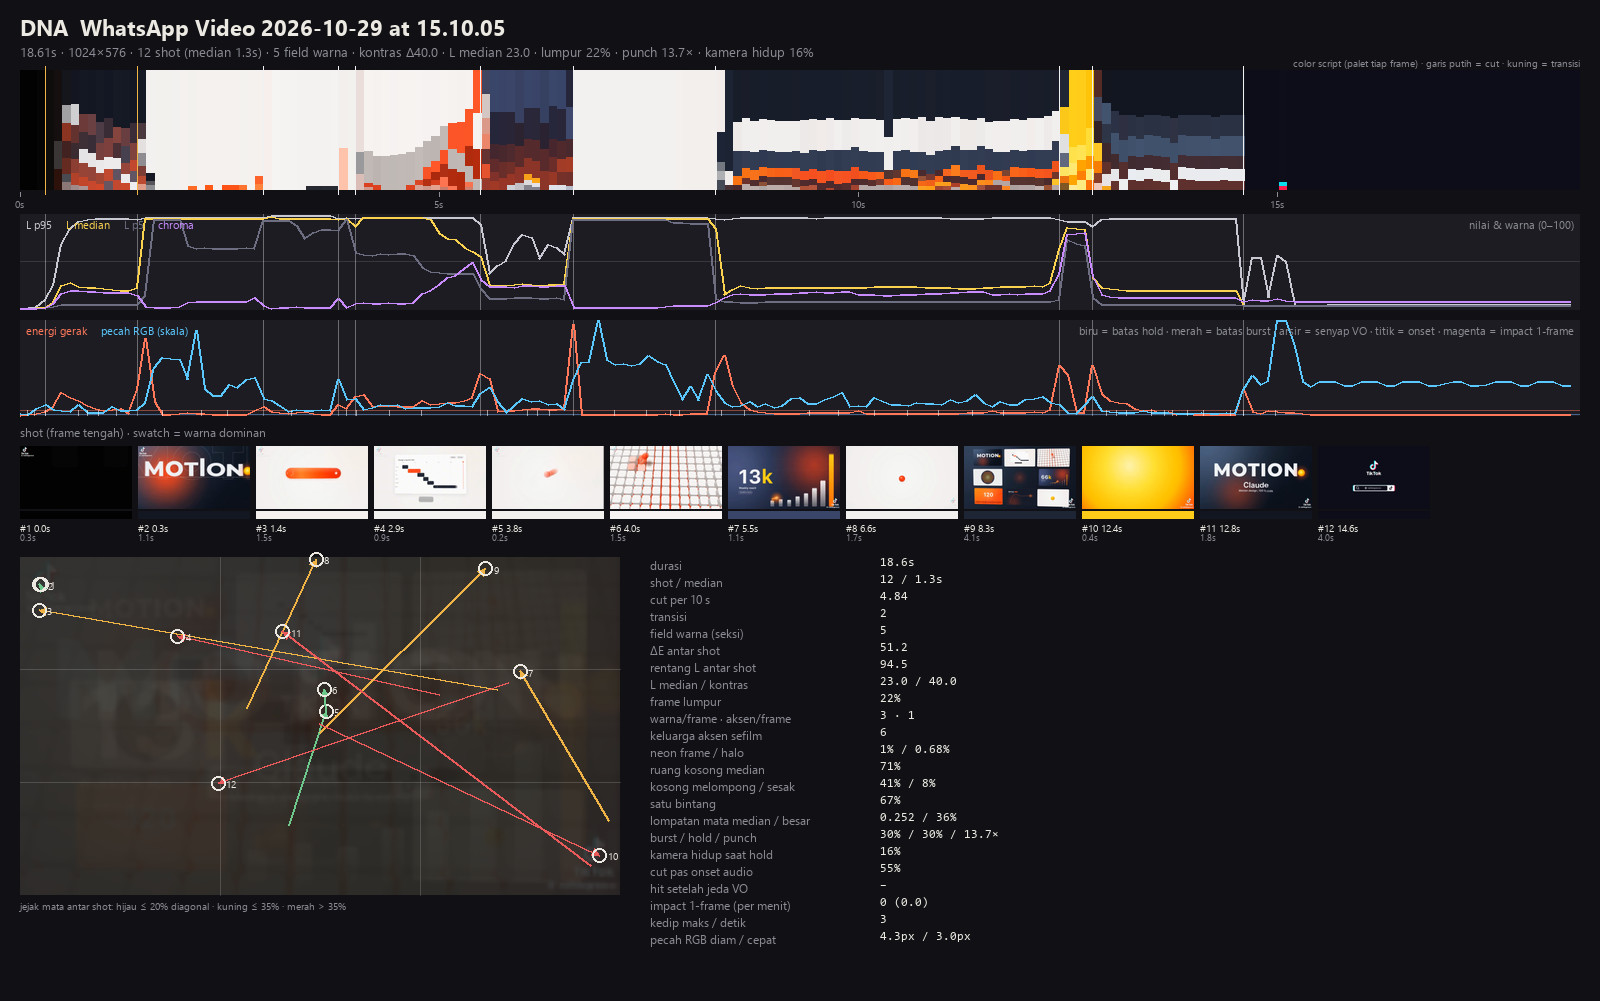 DNA WhatsApp Video 2026-10-29 at 15.10.05
18.61s · 1024×576 · 12 shot (median 1.3s) · 5 field warna · kontras Δ40.0 · L median 23.0 · lumpur 22% · punch 13.7× · kamera hidup 16%
color script (palet tiap frame) · garis putih = cut · kuning = transisi
0s 5s 10s 15s
L p95 L median L p5 chroma nilai & warna (0–100)
energi gerak pecah RGB (skala) biru = batas hold · merah = batas burst · arsir = senyap VO · titik = onset · magenta = impact 1-frame
shot (frame tengah) · swatch = warna dominan
MOTION 13k 120 MOTION Claude TikTok
#1 0.0s #2 0.3s #3 1.4s #4 2.9s #5 3.8s #6 4.0s #7 5.5s #8 6.6s #9 8.3s #10 12.4s #11 12.8s #12 14.6s
0.3s 1.1s 1.5s 0.9s 0.2s 1.5s 1.1s 1.7s 4.1s 0.4s 1.8s 4.0s
8
9
3
4
11
7
6
5
12
10
jejak mata antar shot: hijau ≤ 20% diagonal · kuning ≤ 35% · merah > 35%
durasi 18.6s
shot / median 12 / 1.3s
cut per 10 s 4.84
transisi 2
field warna (seksi) 5
ΔE antar shot 51.2
rentang L antar shot 94.5
L median / kontras 23.0 / 40.0
frame lumpur 22%
warna/frame · aksen/frame 3 · 1
keluarga aksen sefilm 6
neon frame / halo 1% / 0.68%
ruang kosong median 71%
kosong melompong / sesak 41% / 8%
satu bintang 67%
lompatan mata median / besar 0.252 / 36%
burst / hold / punch 30% / 30% / 13.7×
kamera hidup saat hold 16%
cut pas onset audio 55%
hit setelah jeda VO –
impact 1-frame (per menit) 0 (0.0)
kedip maks / detik 3
pecah RGB diam / cepat 4.3px / 3.0px